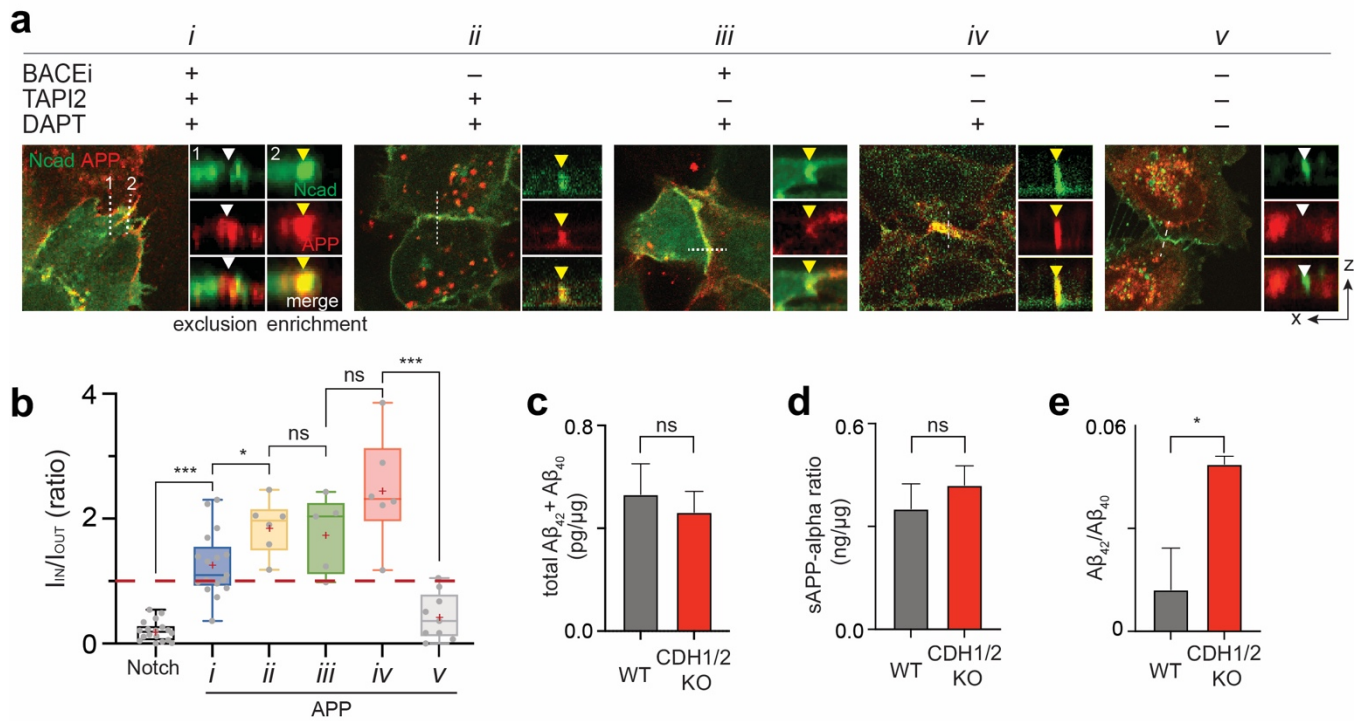 a
i ii iii iv v
BACEi + – + – –
TAPI2 + + – – –
DAPT + + + + –
Ncad APP
1 2
1 2
Ncad
APP
merge
exclusion enrichment
z
x
b
I_IN/I_OUT (ratio)
4
2
0
***
*
ns
ns
***
Notch i ii iii iv v
APP
c
total Aβ₄₂+ Aβ₄₀
(pg/μg)
0.8
0.0
ns
WT
CDH1/2
KO
d
sAPP-alpha ratio
(ng/μg)
0.6
0.0
ns
WT
CDH1/2
KO
e
Aβ₄₂/Aβ₄₀
0.06
0
*
WT
CDH1/2
KO